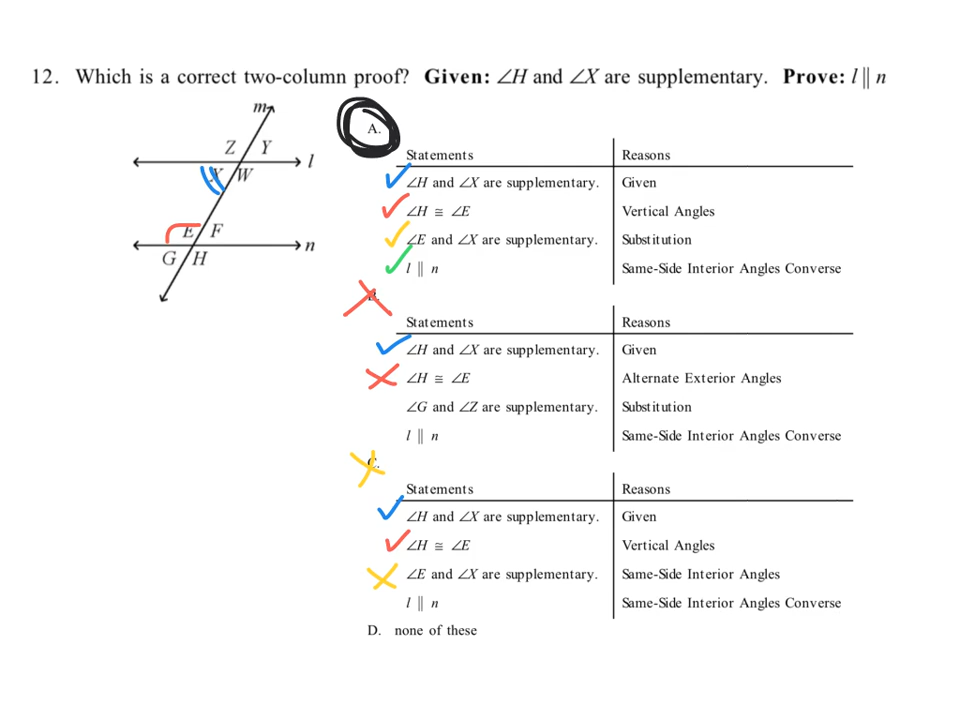 12. Which is a correct two-column proof? Given: ∠H and ∠X are supplementary. Prove: l ∥ n
m
Z Y
l
X W
E F
n
G H
A.
Statements Reasons
∠H and ∠X are supplementary. Given
∠H ≅ ∠E Vertical Angles
∠E and ∠X are supplementary. Substitution
l ∥ n Same-Side Interior Angles Converse
B.
Statements Reasons
∠H and ∠X are supplementary. Given
∠H ≅ ∠E Alternate Exterior Angles
∠G and ∠Z are supplementary. Substitution
l ∥ n Same-Side Interior Angles Converse
C.
Statements Reasons
∠H and ∠X are supplementary. Given
∠H ≅ ∠E Vertical Angles
∠E and ∠X are supplementary. Same-Side Interior Angles
l ∥ n Same-Side Interior Angles Converse
D. none of these